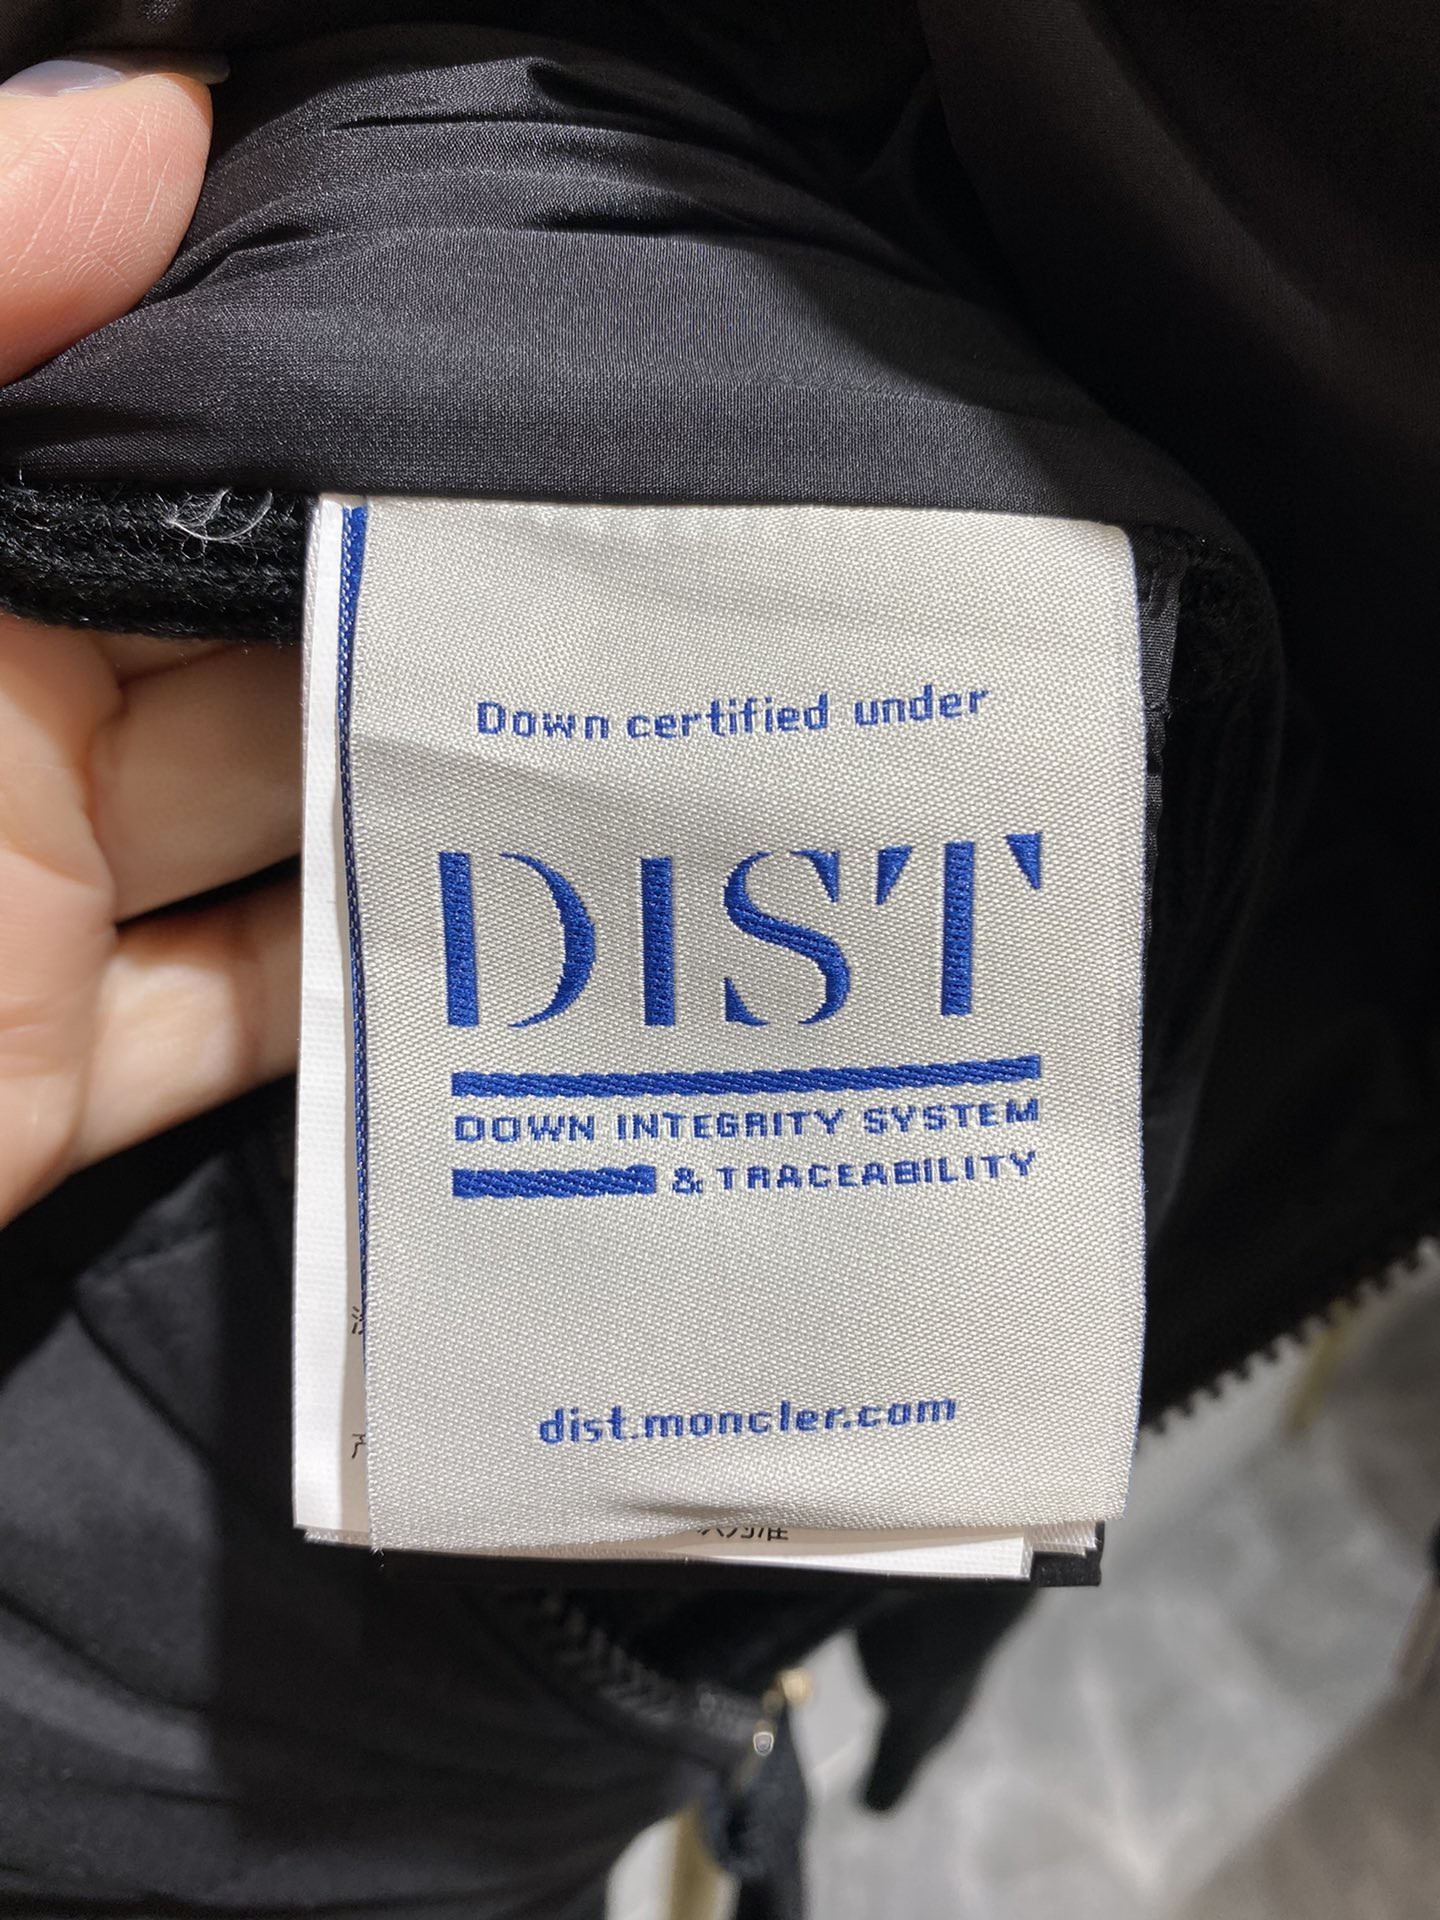 Down certified under
DIST
DOWN INTEGRITY SYSTEM
& TRACEABILITY
dist.moncler.com